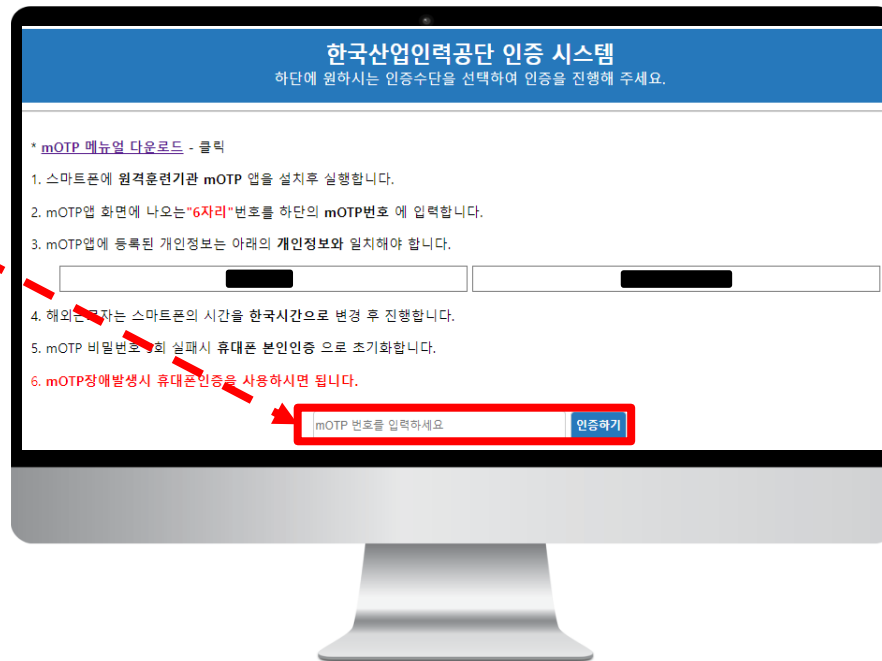 한국산업인력공단 인증 시스템
하단에 원하시는 인증수단을 선택하여 인증을 진행해 주세요.
* mOTP 메뉴얼 다운로드 - 클릭
1. 스마트폰에 원격훈련기관 mOTP 앱을 설치후 실행합니다.
2. mOTP앱 화면에 나오는"6자리"번호를 하단의 mOTP번호 에 입력합니다.
3. mOTP앱에 등록된 개인정보는 아래의 개인정보와 일치해야 합니다.
4. 해외근로자는 스마트폰의 시간을 한국시간으로 변경 후 진행합니다.
5. mOTP 비밀번호 회 실패시 휴대폰 본인인증 으로 초기화합니다.
6. mOTP장애발생시 휴대폰인증을 사용하시면 됩니다.
mOTP 번호를 입력하세요 인증하기